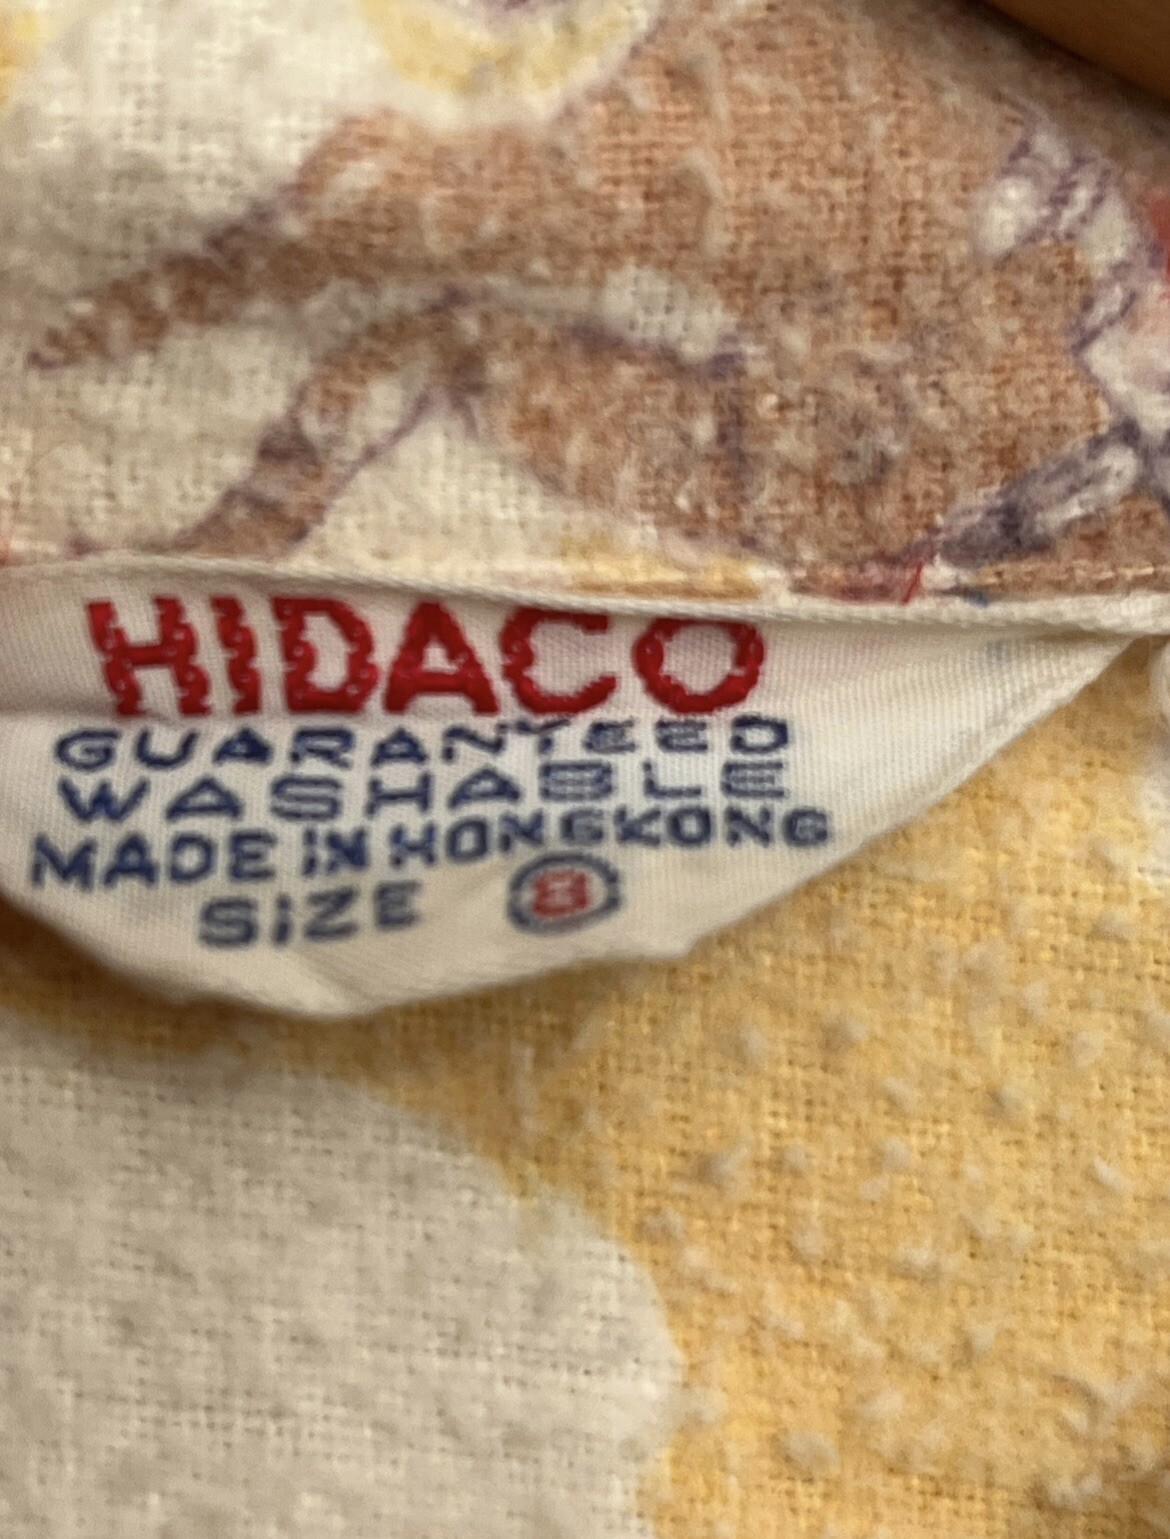 HIDACO
GUARANTEED
WASHABLE
MADE IN HONGKONG
SIZE 8